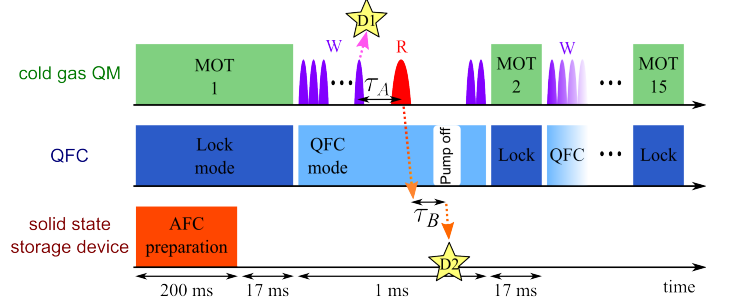 D1
W
R
W
cold gas QM
MOT
1
...
τA
MOT
2
...
MOT
15
QFC
Lock
mode
QFC
mode
Pump off
Lock
QFC
...
Lock
τB
solid state
storage device
AFC
preparation
D2
200 ms
17 ms
1 ms
17 ms
time